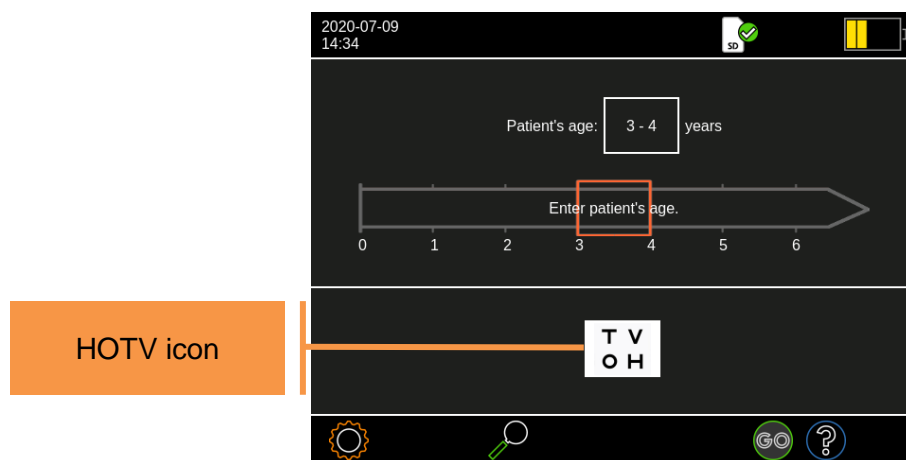 2020-07-09
14:34
SD
Patient's age: 3 - 4 years
Enter patient's age.
0 1 2 3 4 5 6
HOTV icon
T V
O H
GO ?